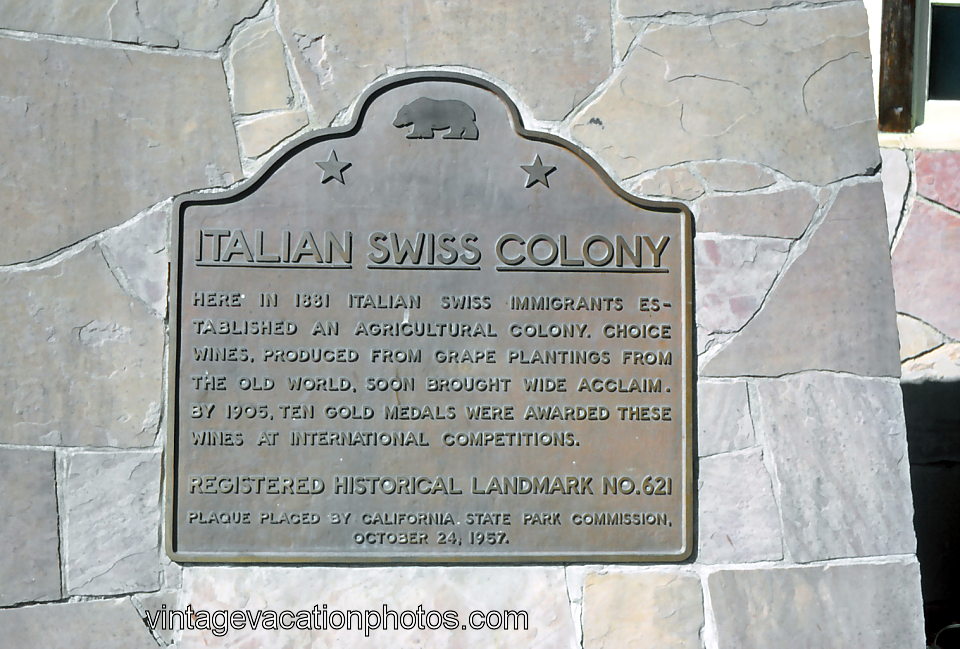 ITALIAN SWISS COLONY
HERE IN 1881 ITALIAN SWISS IMMIGRANTS ES-
TABLISHED AN AGRICULTURAL COLONY. CHOICE
WINES, PRODUCED FROM GRAPE PLANTINGS FROM
THE OLD WORLD, SOON BROUGHT WIDE ACCLAIM.
BY 1905, TEN GOLD MEDALS WERE AWARDED THESE
WINES AT INTERNATIONAL COMPETITIONS.
REGISTERED HISTORICAL LANDMARK NO.621
PLAQUE PLACED BY CALIFORNIA STATE PARK COMMISSION,
OCTOBER 24, 1957.
vintagevacationphotos.com